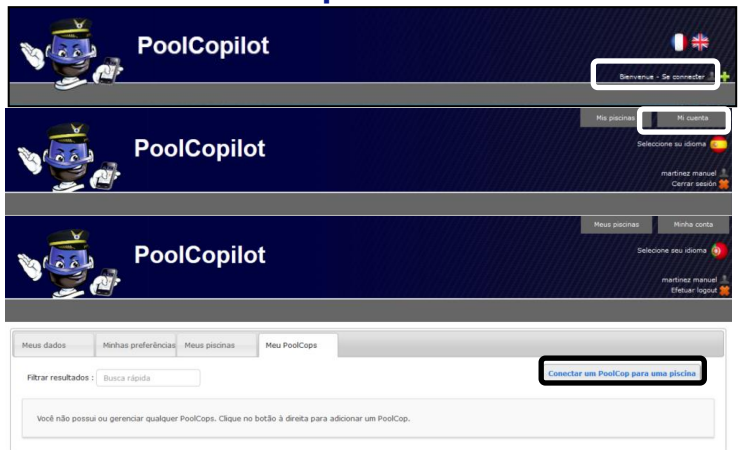 PoolCopilot
Bienvenue - Se connecter
Mis piscinas
Mi cuenta
Seleccione su idioma
PoolCopilot
martinez manuel
Cerrar sesión
Meus piscinas
Minha conta
Selecione seu idioma
PoolCopilot
martinez manuel
Efetuar logout
Meus dados
Minhas preferências
Meus piscinas
Meu PoolCops
Filtrar resultados :
Busca rápida
Conectar um PoolCop para uma piscina
Você não possui ou gerenciar qualquer PoolCops. Clique no botão à direita para adicionar um PoolCop.